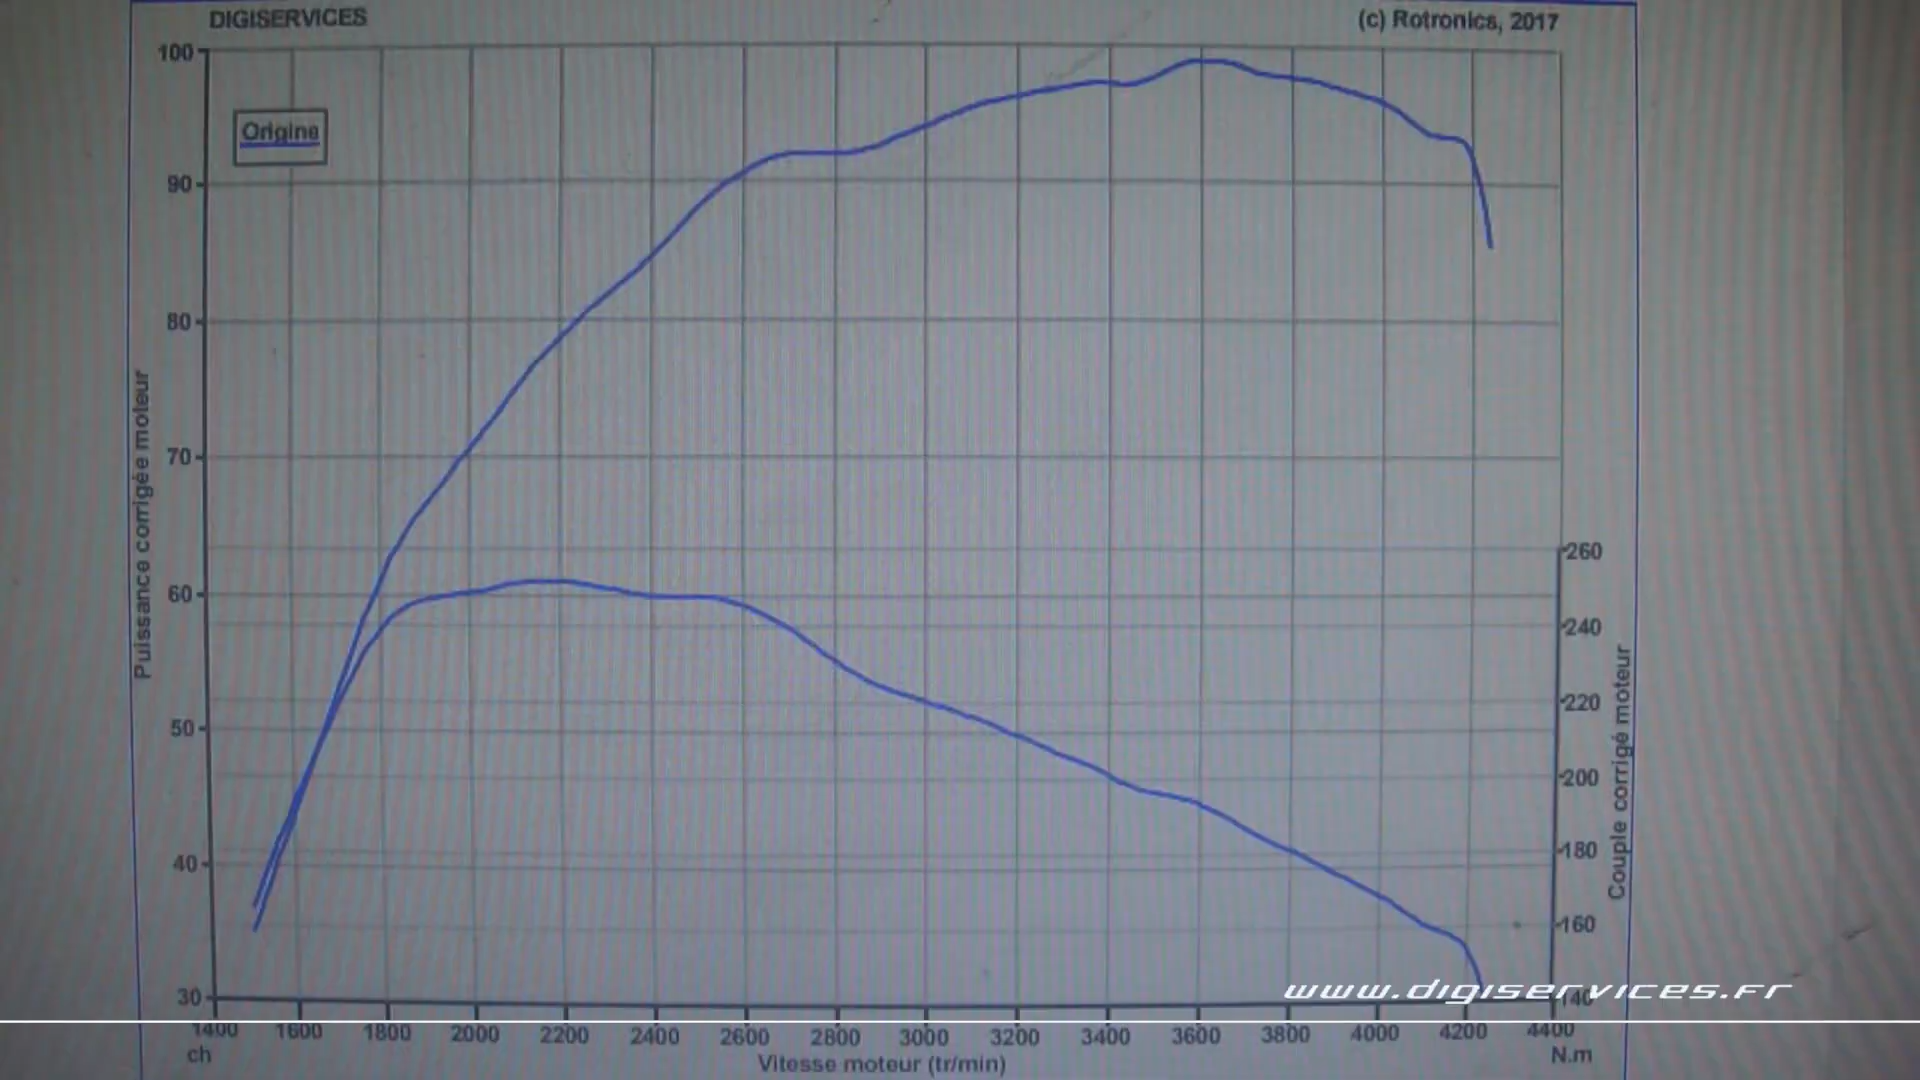 DIGISERVICES
(c) Rotronics, 2017
100
90
80
70
60
50
40
30
Origine
Puissance corrigée moteur
260
240
220
200
180
160
140
Couple corrigé moteur
www.digiservices.fr
1400 1600 1800 2000 2200 2400 2600 2800 3000 3200 3400 3600 3800 4000 4200 4400
ch
Vitesse moteur (tr/min)
N.m